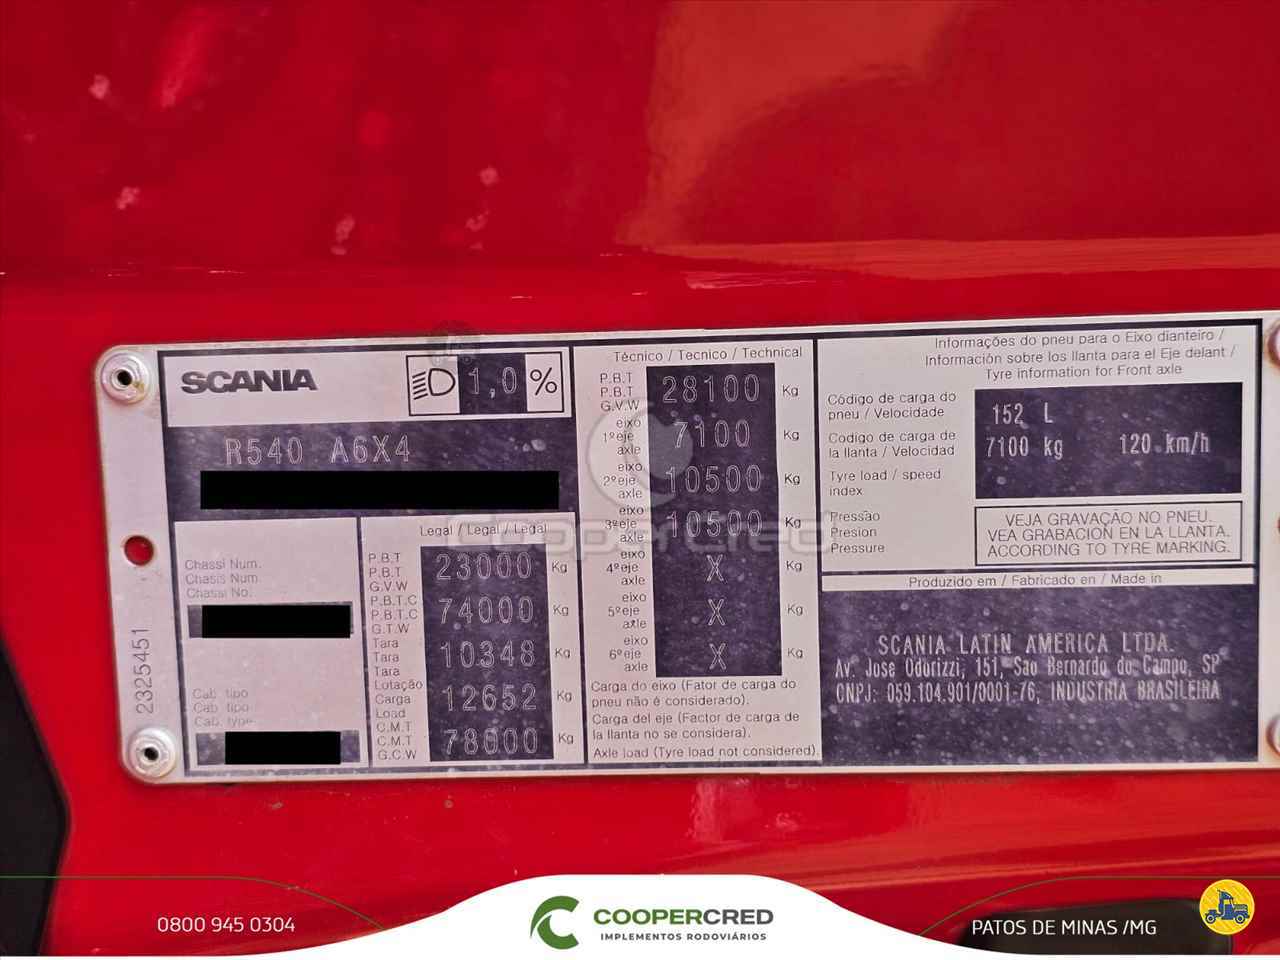 SCANIA
1,0 %
R540 A6X4
Chassi Num.
Chasis Num.
Chassi No.
Cab. tipo
Cab. tipo
Cab. type
2325451
Legal / Legal / Legal
P.B.T
P.B.T
G.V.W
23000 Kg
P.B.T.C
P.B.T.C
G.T.W
74000 Kg
Tara
Tara
Tara
10348 Kg
Lotação
Carga
Load
12652 Kg
C.M.T
C.M.T
G.C.W
78000 Kg
Técnico / Tecnico / Technical
P.B.T
P.B.T
G.V.W
28100 Kg
eixo
1ºeje
axle
7100 Kg
eixo
2ºeje
axle
10500 Kg
eixo
3ºeje
axle
10500 Kg
eixo
4ºeje
axle
X Kg
eixo
5ºeje
axle
X Kg
eixo
6ºeje
axle
X Kg
Carga do eixo (Fator de carga do
pneu não é considerado).
Carga del eje (Factor de carga de
la llanta no se considera).
Axle load (Tyre load not considered).
Informações do pneu para o Eixo dianteiro /
Información sobre los llanta para el Eje delant /
Tyre information for Front axle
Código de carga do
pneu / Velocidade
Codigo de carga de
la llanta / Velocidad
Tyre load / speed
index
152 L
7100 kg 120 km/h
Pressão
Presion
Pressure
VEJA GRAVAÇÃO NO PNEU.
VEA GRABACION EN LA LLANTA.
ACCORDING TO TYRE MARKING.
Produzido em / Fabricado en / Made in
SCANIA LATIN AMERICA LTDA.
Av. Jose Odorizzi, 151, Sao Bernardo do Campo, SP
CNPJ: 059.104.901/0001-76, INDUSTRIA BRASILEIRA
CooperCred
0800 945 0304
COOPERCRED
IMPLEMENTOS RODOVIÁRIOS
PATOS DE MINAS /MG